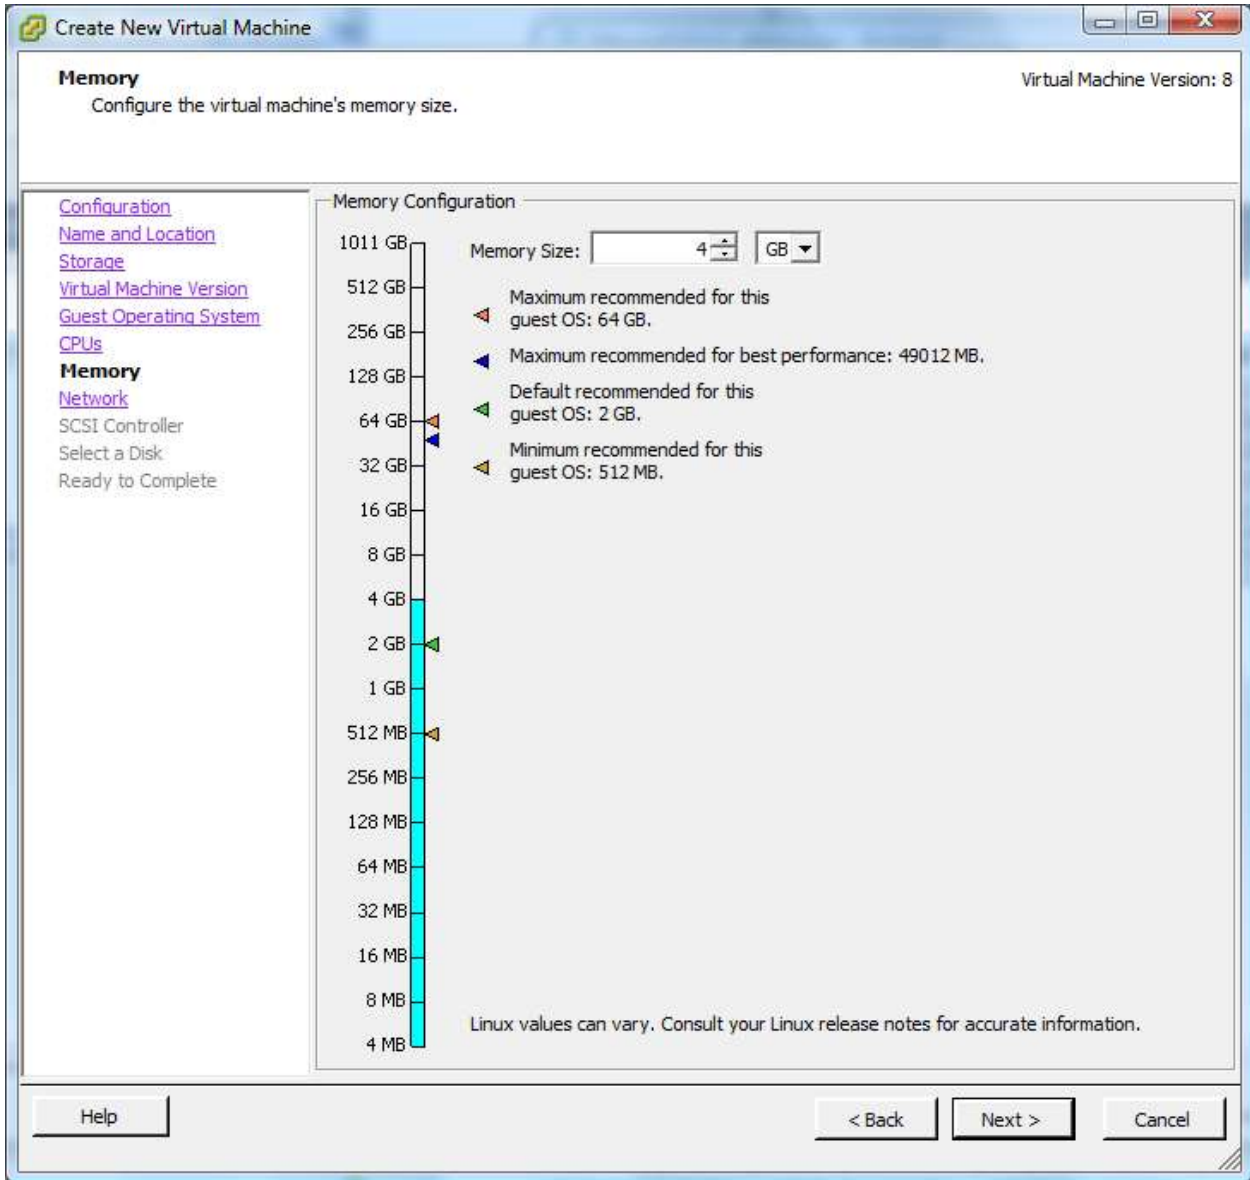 Create New Virtual Machine
Memory
Virtual Machine Version: 8
Configure the virtual machine's memory size.
Configuration
Name and Location
Storage
Virtual Machine Version
Guest Operating System
CPUs
Memory
Network
SCSI Controller
Select a Disk
Ready to Complete
Memory Configuration
1011 GB
512 GB
256 GB
128 GB
64 GB
32 GB
16 GB
8 GB
4 GB
2 GB
1 GB
512 MB
256 MB
128 MB
64 MB
32 MB
16 MB
8 MB
4 MB
Memory Size: 4 GB
Maximum recommended for this
guest OS: 64 GB.
Maximum recommended for best performance: 49012 MB.
Default recommended for this
guest OS: 2 GB.
Minimum recommended for this
guest OS: 512 MB.
Linux values can vary. Consult your Linux release notes for accurate information.
Help
< Back
Next >
Cancel